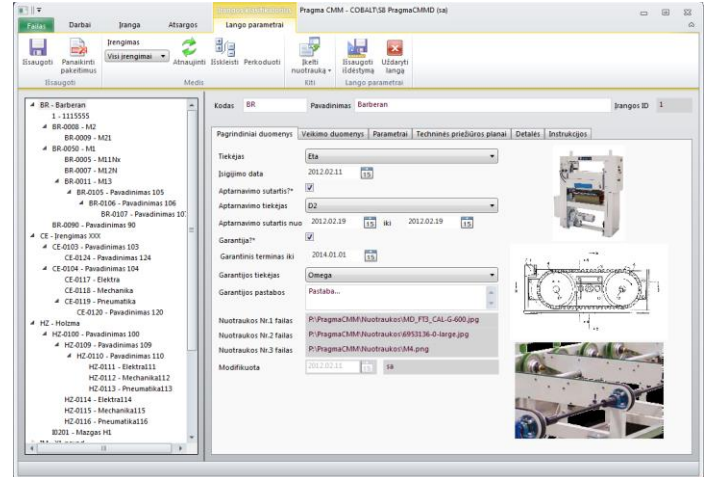 Pragma CMM - COBALT\S8 PragmaCMMD (sa)
Failas Darbai Įranga Atsargos Lango parametrai
Išsaugoti
Panaikinti pakeitimus
Įrengimas
Visi įrengimai
Atnaujinti
Išskleisti
Perkoduoti
Įkelti nuotrauką
Išsaugoti išdėstymą
Uždaryti langą
Išsaugoti Medis Kiti Lango parametrai
BR - Barberan
1 - 1115555
BR-0008 - M2
BR-0009 - M21
BR-0050 - M1
BR-0005 - M11Nx
BR-0007 - M12N
BR-0011 - M13
BR-0105 - Pavadinimas 105
BR-0106 - Pavadinimas 106
BR-0107 - Pavadinimas 107
BR-0090 - Pavadinimas 90
CE - Įrengimas XXX
CE-0103 - Pavadinimas 103
CE-0124 - Pavadinimas 124
CE-0104 - Pavadinimas 104
CE-0117 - Elektra
CE-0118 - Mechanika
CE-0119 - Pneumatika
CE-0120 - Pavadinimas 120
HZ - Holzma
HZ-0100 - Pavadinimas 100
HZ-0109 - Pavadinimas 109
HZ-0110 - Pavadinimas 110
HZ-0111 - Elektra111
HZ-0112 - Mechanika112
HZ-0113 - Pneumatika113
HZ-0114 - Elektra114
HZ-0115 - Mechanika115
HZ-0116 - Pneumatika116
I0201 - Mazgas H1
Kodas BR Pavadinimas Barberan Įrangos ID 1
Pagrindiniai duomenys Veikimo duomenys Parametrai Techninės priežiūros planai Detalės Instrukcijos
Tiekėjas Eta
Įsigijimo data 2012.02.11 15
Aptarnavimo sutartis?*
Aptarnavimo tiekėjas D2
Aptarnavimo sutartis nuo 2012.02.19 15 iki 2012.02.19 15
Garantija?*
Garantinis terminas iki 2014.01.01 15
Garantijos tiekėjas Omega
Garantijos pastabos Pastaba...
Nuotraukos Nr.1 failas P:\PragmaCMM\Nuotraukos\MD_FT3_CAL-G-600.jpg
Nuotraukos Nr.2 failas P:\PragmaCMM\Nuotraukos\6953136-0-large.jpg
Nuotraukos Nr.3 failas P:\PragmaCMM\Nuotraukos\M4.png
Modifikuota 2012.02.11 15 sa